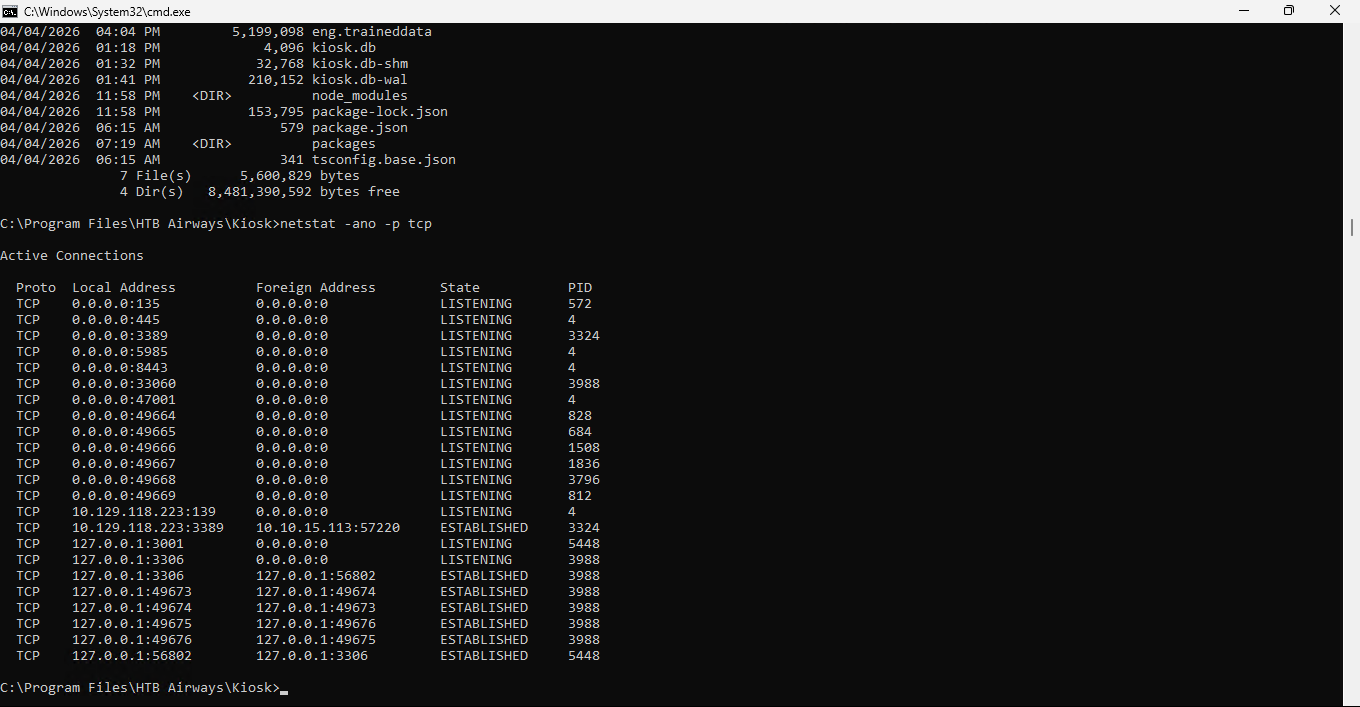 C:\Windows\System32\cmd.exe
04/04/2026  04:04 PM         5,199,098 eng.traineddata
04/04/2026  01:18 PM             4,096 kiosk.db
04/04/2026  01:32 PM            32,768 kiosk.db-shm
04/04/2026  01:41 PM           210,152 kiosk.db-wal
04/04/2026  11:58 PM    <DIR>          node_modules
04/04/2026  11:58 PM           153,795 package-lock.json
04/04/2026  06:15 AM               579 package.json
04/04/2026  07:19 AM    <DIR>          packages
04/04/2026  06:15 AM               341 tsconfig.base.json
               7 File(s)      5,600,829 bytes
               4 Dir(s)   8,481,390,592 bytes free
C:\Program Files\HTB Airways\Kiosk>netstat -ano -p tcp
Active Connections
  Proto  Local Address          Foreign Address        State           PID
  TCP    0.0.0.0:135            0.0.0.0:0              LISTENING       572
  TCP    0.0.0.0:445            0.0.0.0:0              LISTENING       4
  TCP    0.0.0.0:3389           0.0.0.0:0              LISTENING       3324
  TCP    0.0.0.0:5985           0.0.0.0:0              LISTENING       4
  TCP    0.0.0.0:8443           0.0.0.0:0              LISTENING       4
  TCP    0.0.0.0:33060          0.0.0.0:0              LISTENING       3988
  TCP    0.0.0.0:47001          0.0.0.0:0              LISTENING       4
  TCP    0.0.0.0:49664          0.0.0.0:0              LISTENING       828
  TCP    0.0.0.0:49665          0.0.0.0:0              LISTENING       684
  TCP    0.0.0.0:49666          0.0.0.0:0              LISTENING       1508
  TCP    0.0.0.0:49667          0.0.0.0:0              LISTENING       1836
  TCP    0.0.0.0:49668          0.0.0.0:0              LISTENING       3796
  TCP    0.0.0.0:49669          0.0.0.0:0              LISTENING       812
  TCP    10.129.118.223:139     0.0.0.0:0              LISTENING       4
  TCP    10.129.118.223:3389    10.10.15.113:57220     ESTABLISHED     3324
  TCP    127.0.0.1:3001         0.0.0.0:0              LISTENING       5448
  TCP    127.0.0.1:3306         0.0.0.0:0              LISTENING       3988
  TCP    127.0.0.1:3306         127.0.0.1:56802        ESTABLISHED     3988
  TCP    127.0.0.1:49673        127.0.0.1:49674        ESTABLISHED     3988
  TCP    127.0.0.1:49674        127.0.0.1:49673        ESTABLISHED     3988
  TCP    127.0.0.1:49675        127.0.0.1:49676        ESTABLISHED     3988
  TCP    127.0.0.1:49676        127.0.0.1:49675        ESTABLISHED     3988
  TCP    127.0.0.1:56802        127.0.0.1:3306         ESTABLISHED     5448
C:\Program Files\HTB Airways\Kiosk>